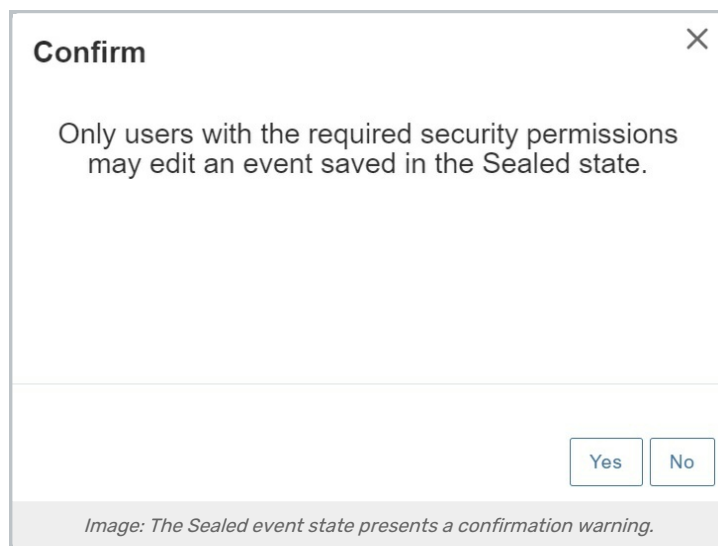 Confirm
Only users with the required security permissions
may edit an event saved in the Sealed state.
Yes
No
Image: The Sealed event state presents a confirmation warning.